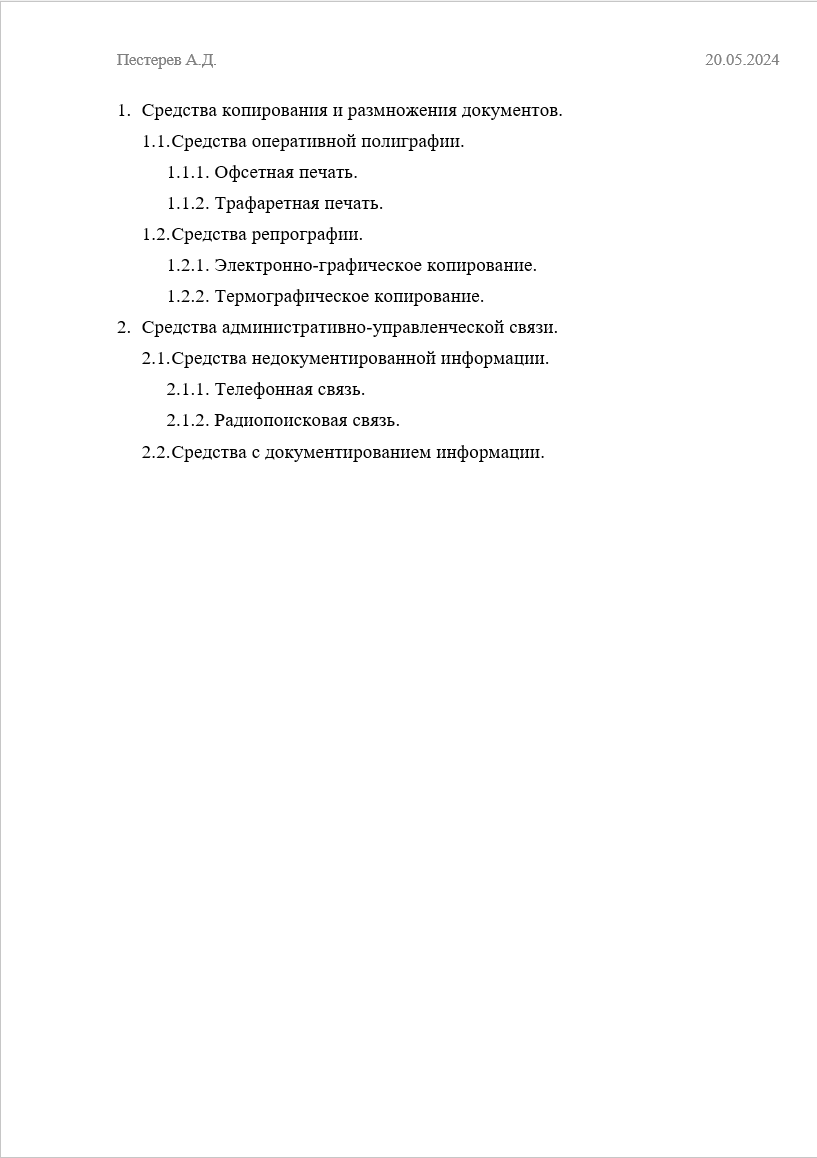 Пестерев А.Д. 20.05.2024
1. Средства копирования и размножения документов.
1.1.Средства оперативной полиграфии.
1.1.1. Офсетная печать.
1.1.2. Трафаретная печать.
1.2.Средства репрографии.
1.2.1. Электронно-графическое копирование.
1.2.2. Термографическое копирование.
2. Средства административно-управленческой связи.
2.1.Средства недокументированной информации.
2.1.1. Телефонная связь.
2.1.2. Радиопоисковая связь.
2.2.Средства с документированием информации.